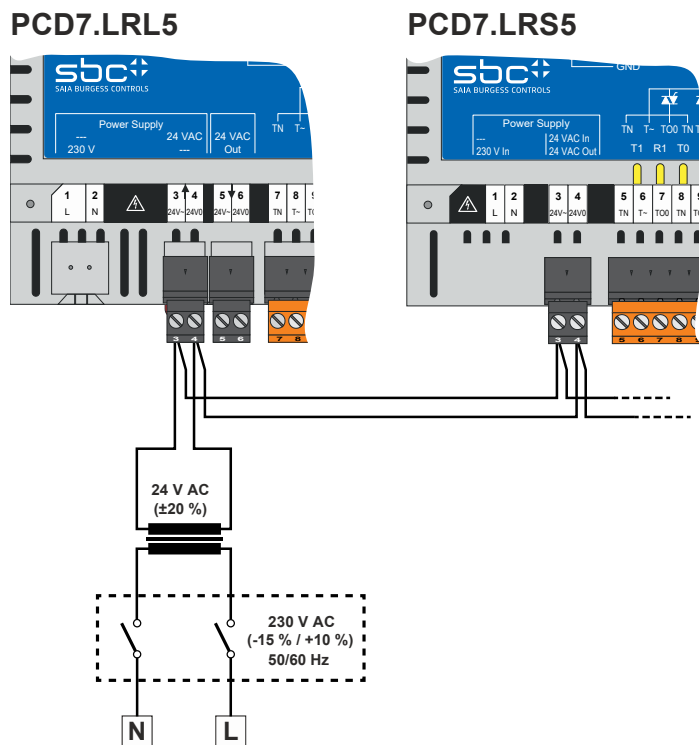 PCD7.LRL5
PCD7.LRS5
sbc
SAIA BURGESS CONTROLS
Power Supply
---
230 V
24 VAC
---
24 VAC
Out
TN T~
1 2 3 4 5 6 7 8
L N 24V~ 24V0 24V~ 24V0 TN T~
3 4 5 6 7 8
GND
sbc
SAIA BURGESS CONTROLS
Power Supply
---
230 V In
24 VAC In
24 VAC Out
TN T~ TO0 TN
T1 R1 T0
1 2 3 4 5 6 7 8
L N 24V~ 24V0 TN T~ TO0 TN
3 4 5 6 7 8
24 V AC
(±20 %)
230 V AC
(-15 % / +10 %)
50/60 Hz
N L